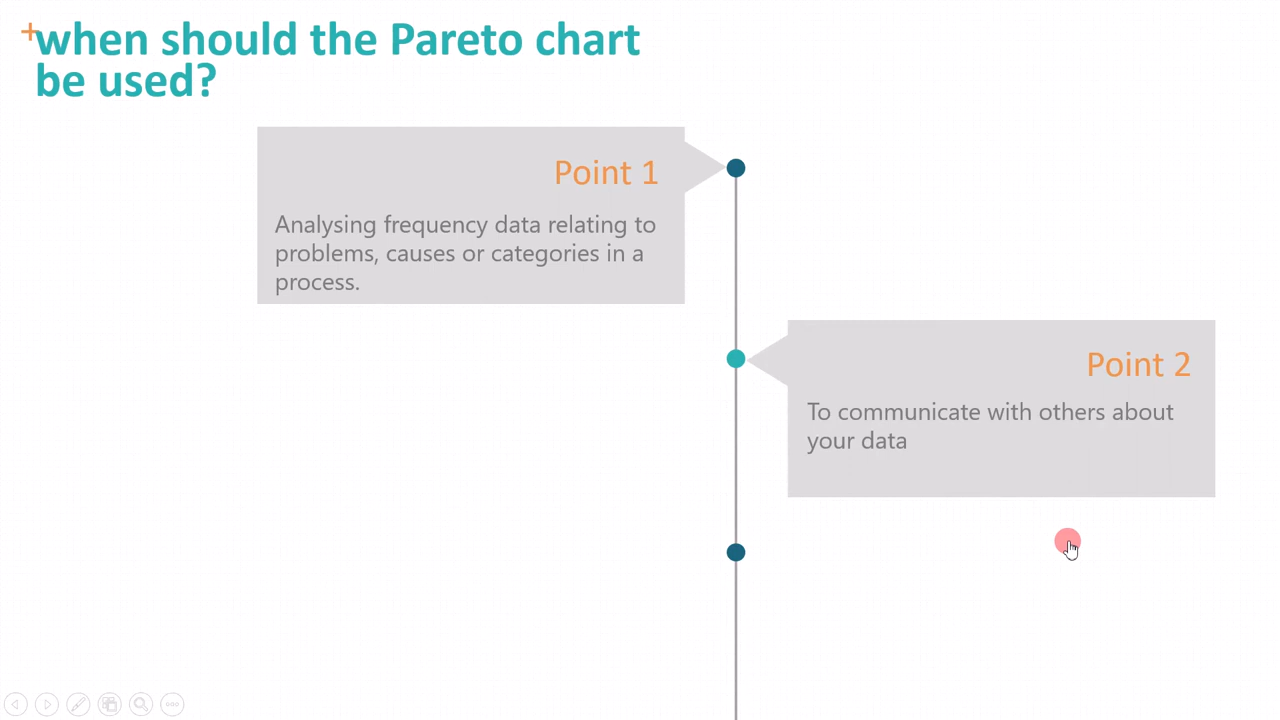 when should the Pareto chart
be used?
Point 1
Analysing frequency data relating to
problems, causes or categories in a
process.
Point 2
To communicate with others about
your data